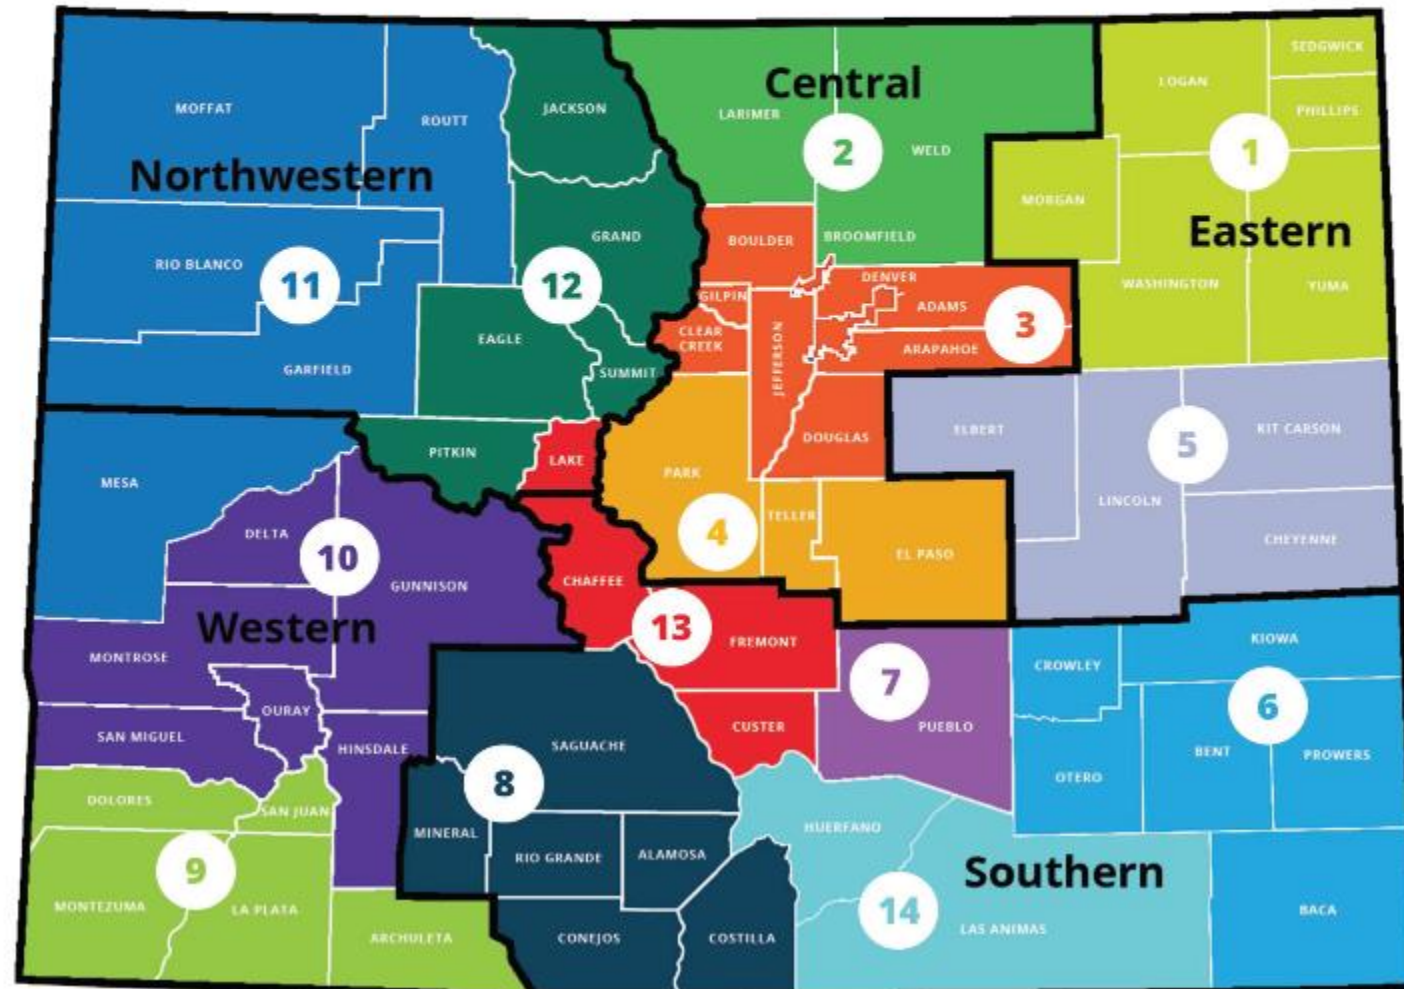 SEDGWICK
LOGAN
Central
JACKSON
MOFFAT
PHILLIPS
LARIMER
ROUTT
2
WELD
1
Northwestern
MORGAN
Eastern
GRAND
BOULDER
BROOMFIELD
RIO BLANCO
DENVER
11
12
WASHINGTON
YUMA
GILPIN
ADAMS
3
CLEAR
CREEK
EAGLE
JEFFERSON
ARAPAHOE
GARFIELD
SUMMIT
ELBERT
KIT CARSON
DOUGLAS
5
PITKIN
LAKE
PARK
MESA
LINCOLN
TELLER
4
DELTA
CHEYENNE
10
EL PASO
CHAFFEE
GUNNISON
Western
13
FREMONT
KIOWA
MONTROSE
CROWLEY
7
6
OURAY
CUSTER
PUEBLO
SAN MIGUEL
HINSDALE
SAGUACHE
BENT
PROWERS
OTERO
8
DOLORES
SAN JUAN
HUERFANO
MINERAL
ALAMOSA
RIO GRANDE
Southern
9
MONTEZUMA
LA PLATA
14
BACA
LAS ANIMAS
ARCHULETA
CONEJOS
COSTILLA